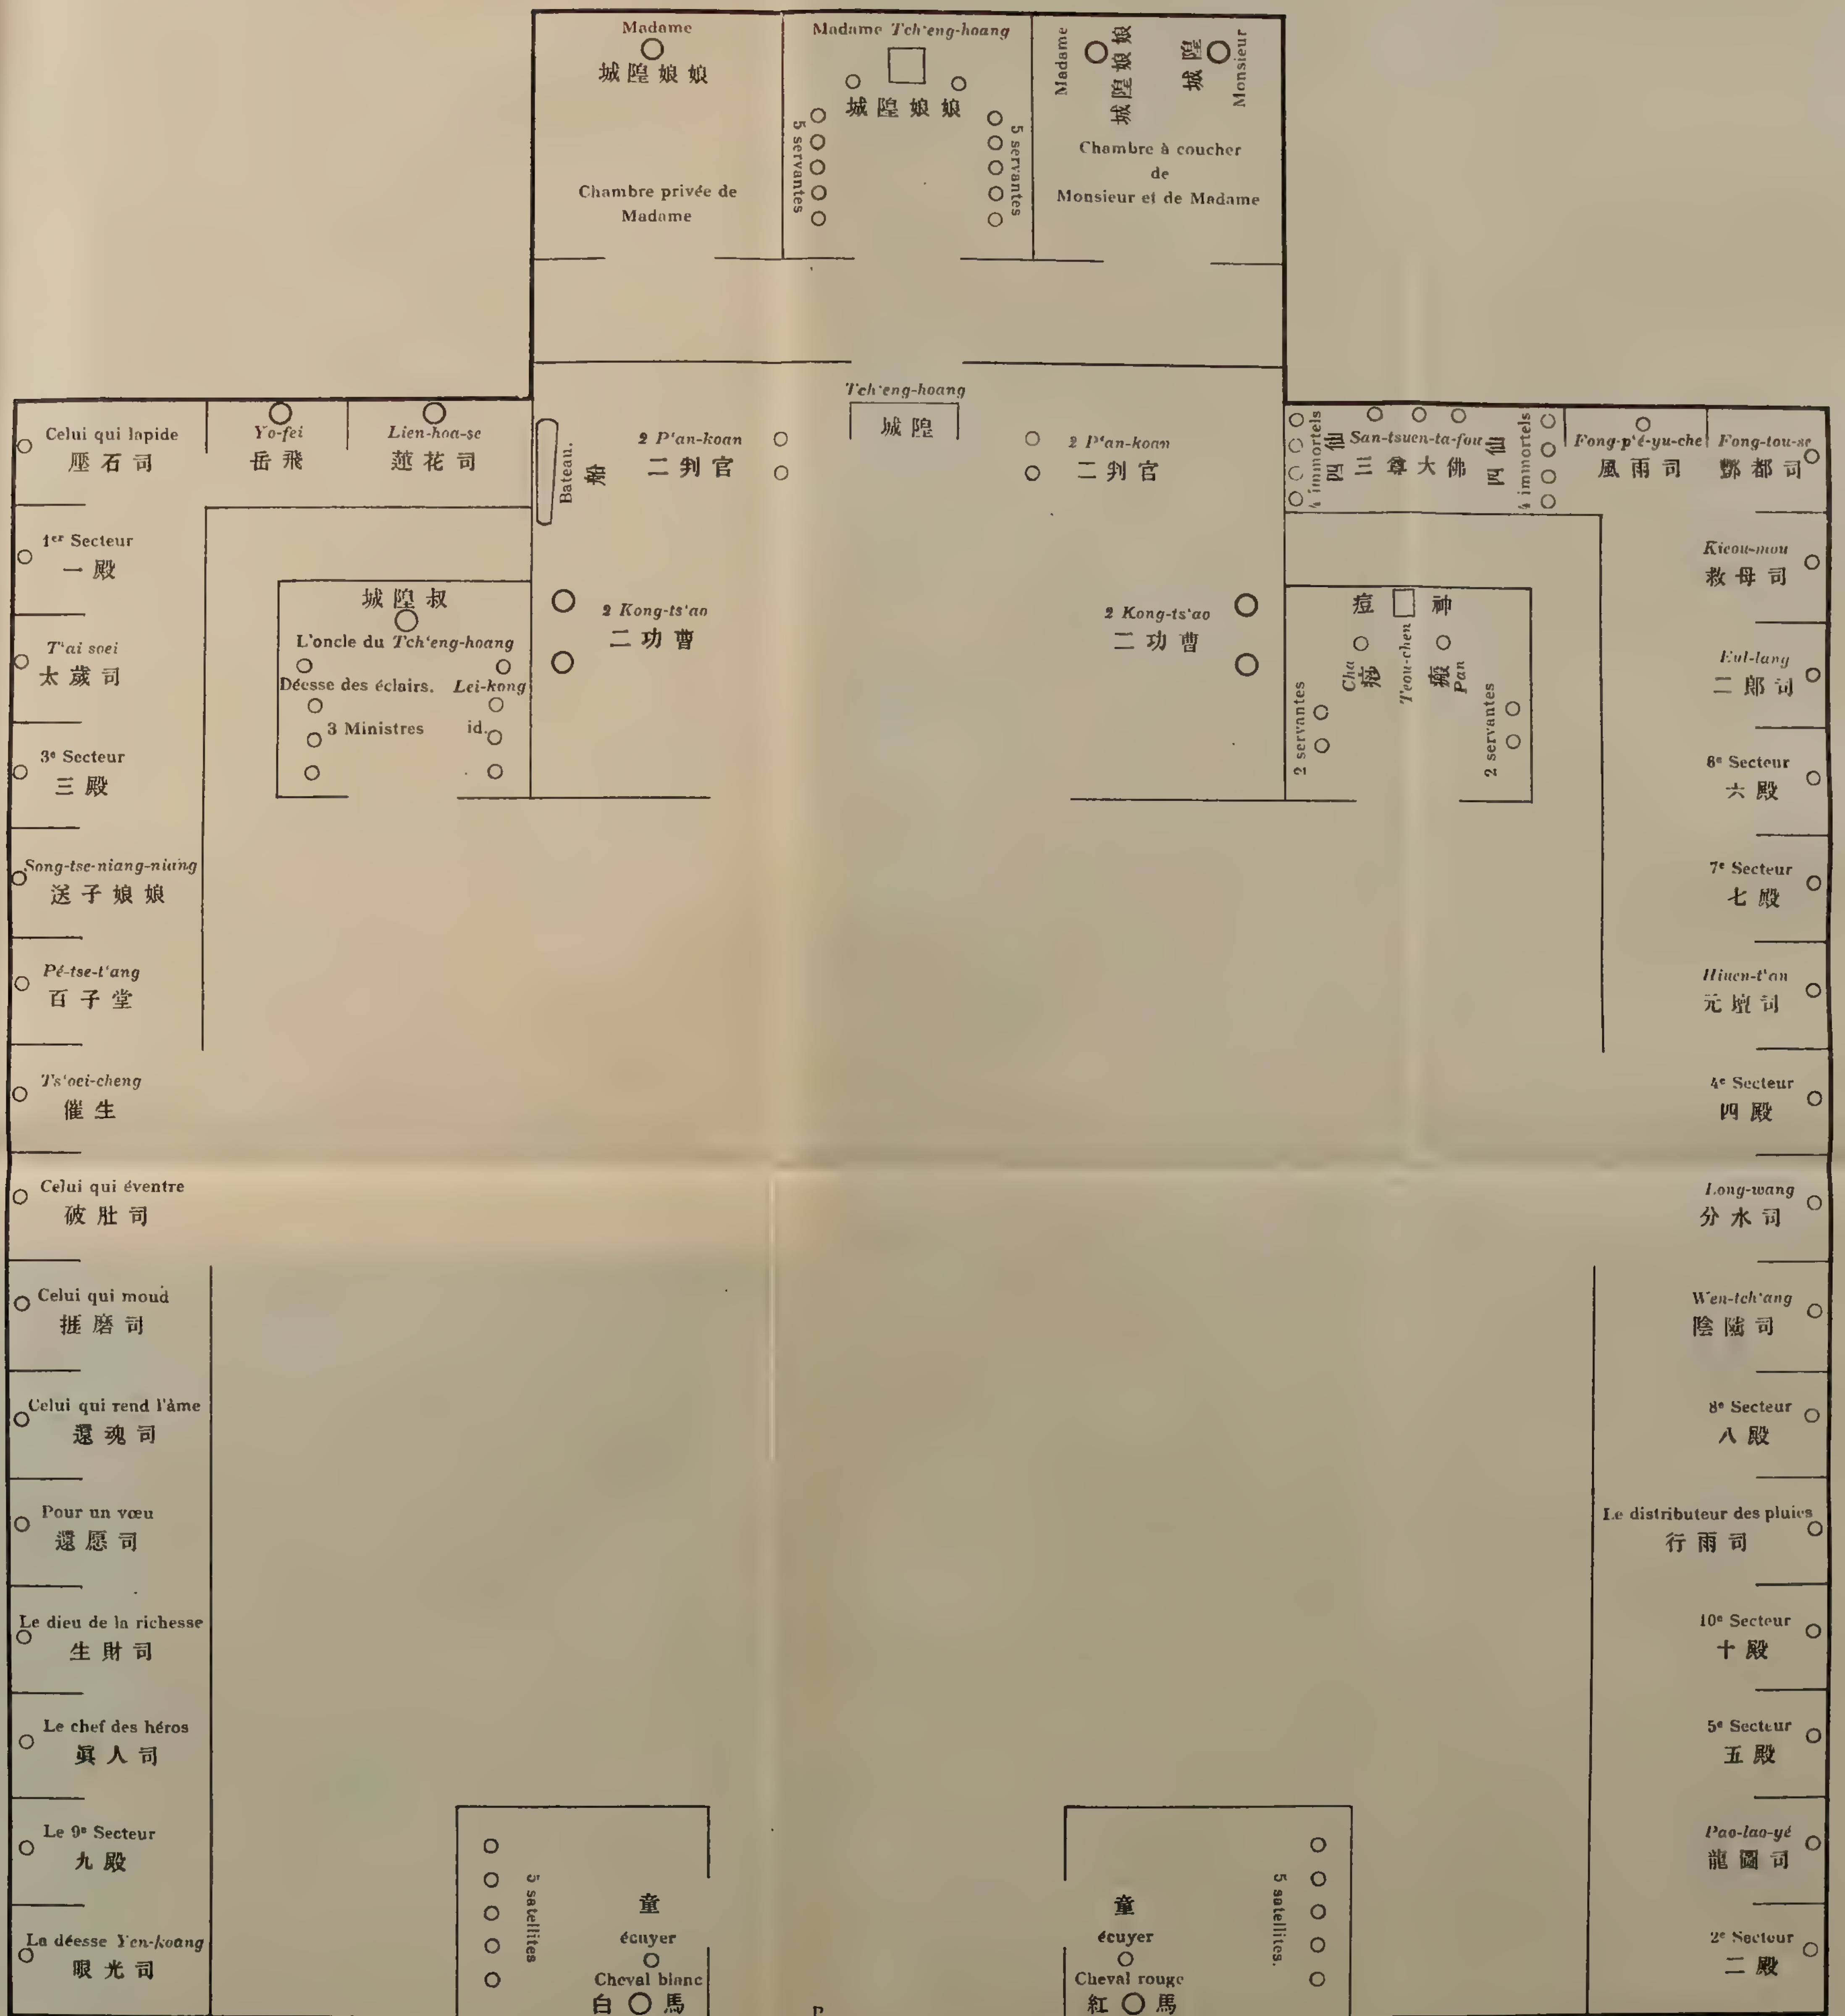 Madame
城隍娘娘
Chambre privée de
Madame
Madame Tch‘eng-hoang
城隍娘娘
5 servantes
5 servantes
Madame
城隍娘娘
城隍
Monsieur
Chambre à coucher
de
Monsieur et de Madame
Tch‘eng-hoang
城隍
Celui qui lapide
壓石司
Yo-fei
岳飛
Lien-hoa-se
蓮花司
Bateau.
2 P‘an-koan
二判官
2 P‘an-koan
二判官
4 immortels
四仙
San-tsuen-ta-fou
三尊大佛
四仙
4 immortels
Fong-p‘é-yu-che
風雨司
Fong-tou-se
酆都司
1er Secteur
一殿
T‘ai soei
太歲司
3e Secteur
三殿
Song-tse-niang-niang
送子娘娘
Pé-tse-t‘ang
百子堂
Ts‘oei-cheng
催生
Celui qui éventre
破肚司
Celui qui moud
磨司
Celui qui rend l'âme
還魂司
Pour un vœu
還愿司
Le dieu de la richesse
生財司
Le chef des héros
眞人司
Le 9e Secteur
九殿
La déesse Yen-koang
眼光司
城隍叔
L'oncle du Tch‘eng-hoang
Déesse des éclairs.
Lei-kong
3 Ministres
id.
2 Kong-ts‘ao
二功曹
2 Kong-ts‘ao
二功曹
痘神
Cha
痧
Teou-chen
瘢
Pan
2 servantes
2 servantes
Kieou-mou
救母司
Eul-lang
二郎司
6e Secteur
六殿
7e Secteur
七殿
Hiuen-t‘an
元壇司
4e Secteur
四殿
Long-wang
分水司
Wen-tch‘ang
陰隲司
8e Secteur
八殿
Le distributeur des pluies
行雨司
10e Secteur
十殿
5e Secteur
五殿
Pao-lao-yé
龍圖司
2e Secteur
二殿
5 satellites
童
écuyer
Cheval blanc
白馬
童
écuyer
Cheval rouge
紅馬
5 satellites.